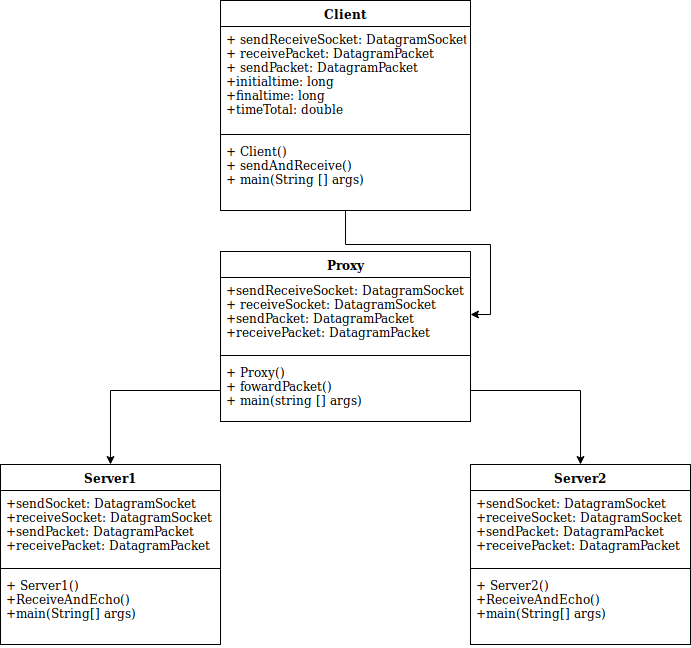 Client
+ sendReceiveSocket: DatagramSocket
+ receivePacket: DatagramPacket
+ sendPacket: DatagramPacket
+initialtime: long
+finaltime: long
+timeTotal: double
+ Client()
+ sendAndReceive()
+ main(String [] args)
Proxy
+sendReceiveSocket: DatagramSocket
+ receiveSocket: DatagramSocket
+sendPacket: DatagramPacket
+receivePacket: DatagramPacket
+ Proxy()
+ fowardPacket()
+ main(string [] args)
Server1
+sendSocket: DatagramSocket
+receiveSocket: DatagramSocket
+sendPacket: DatagramPacket
+receivePacket: DatagramPacket
+ Server1()
+ReceiveAndEcho()
+main(String[] args)
Server2
+sendSocket: DatagramSocket
+receiveSocket: DatagramSocket
+sendPacket: DatagramPacket
+receivePacket: DatagramPacket
+ Server2()
+ReceiveAndEcho()
+main(String[] args)